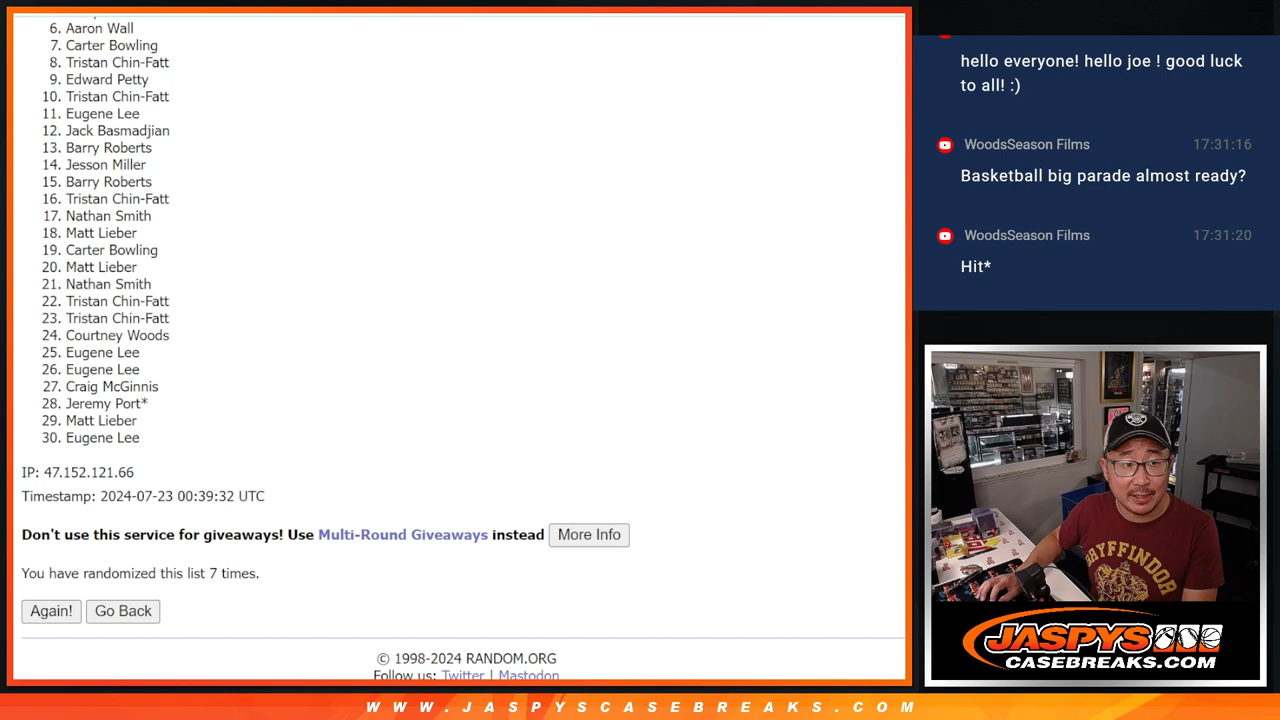 6. Aaron Wall
7. Carter Bowling
8. Tristan Chin-Fatt
9. Edward Petty
10. Tristan Chin-Fatt
11. Eugene Lee
12. Jack Basmadjian
13. Barry Roberts
14. Jesson Miller
15. Barry Roberts
16. Tristan Chin-Fatt
17. Nathan Smith
18. Matt Lieber
19. Carter Bowling
20. Matt Lieber
21. Nathan Smith
22. Tristan Chin-Fatt
23. Tristan Chin-Fatt
24. Courtney Woods
25. Eugene Lee
26. Eugene Lee
27. Craig McGinnis
28. Jeremy Port*
29. Matt Lieber
30. Eugene Lee
IP: 47.152.121.66
Timestamp: 2024-07-23 00:39:32 UTC
Don't use this service for giveaways! Use Multi-Round Giveaways instead More Info
You have randomized this list 7 times.
Again! Go Back
© 1998-2024 RANDOM.ORG
Follow us: Twitter | Mastodon
hello everyone! hello joe ! good luck
to all! :)
WoodsSeason Films 17:31:16
Basketball big parade almost ready?
WoodsSeason Films 17:31:20
Hit*
GRYFFINDOR
JASPYS
CASEBREAKS.COM
WWW.JASPYSCASEBREAKS.COM